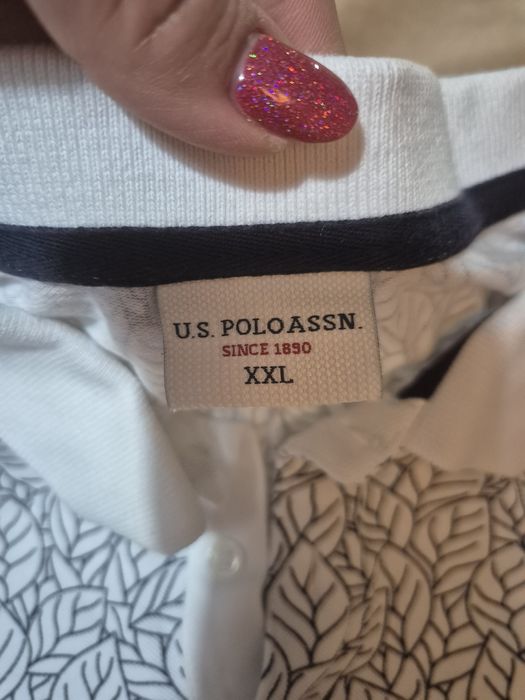 U.S. POLO ASSN.
SINCE 1890
XXL